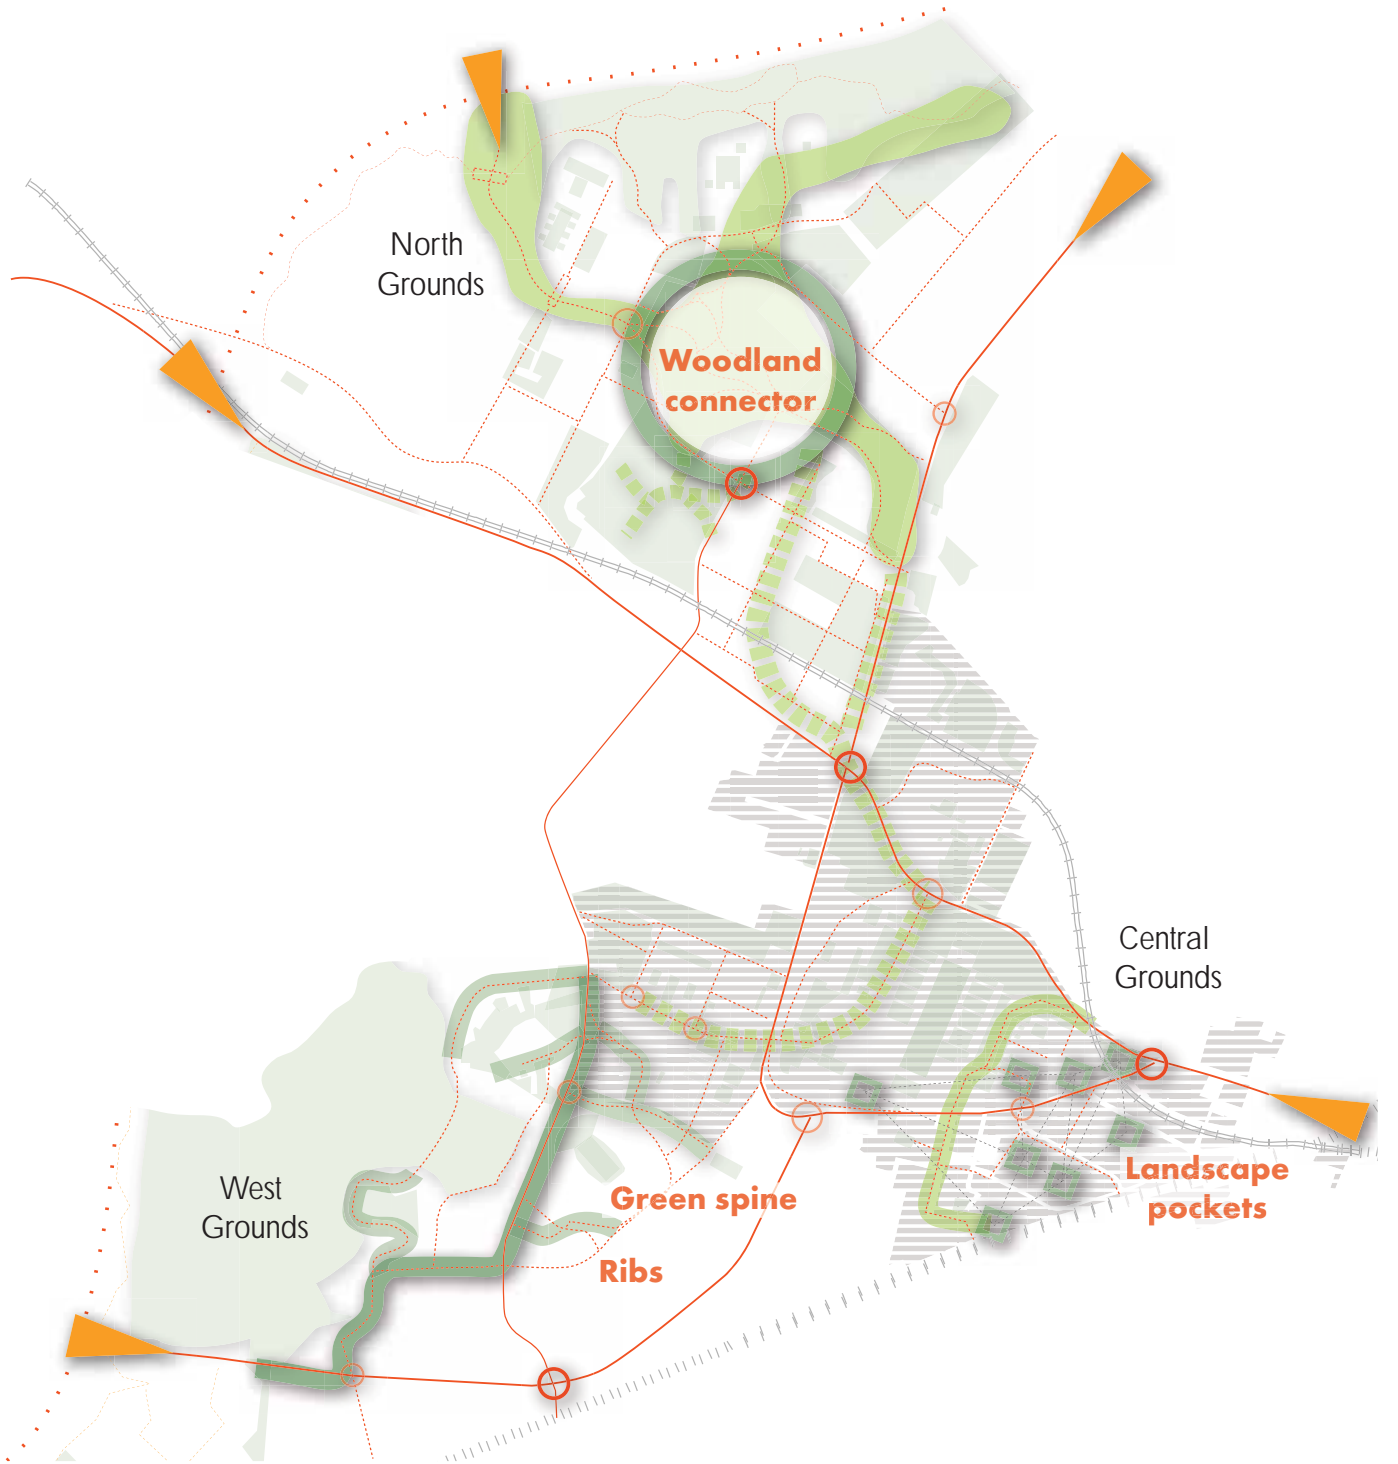 North
Grounds
Woodland
connector
Central
Grounds
Landscape
pockets
West
Grounds
Green spine
Ribs